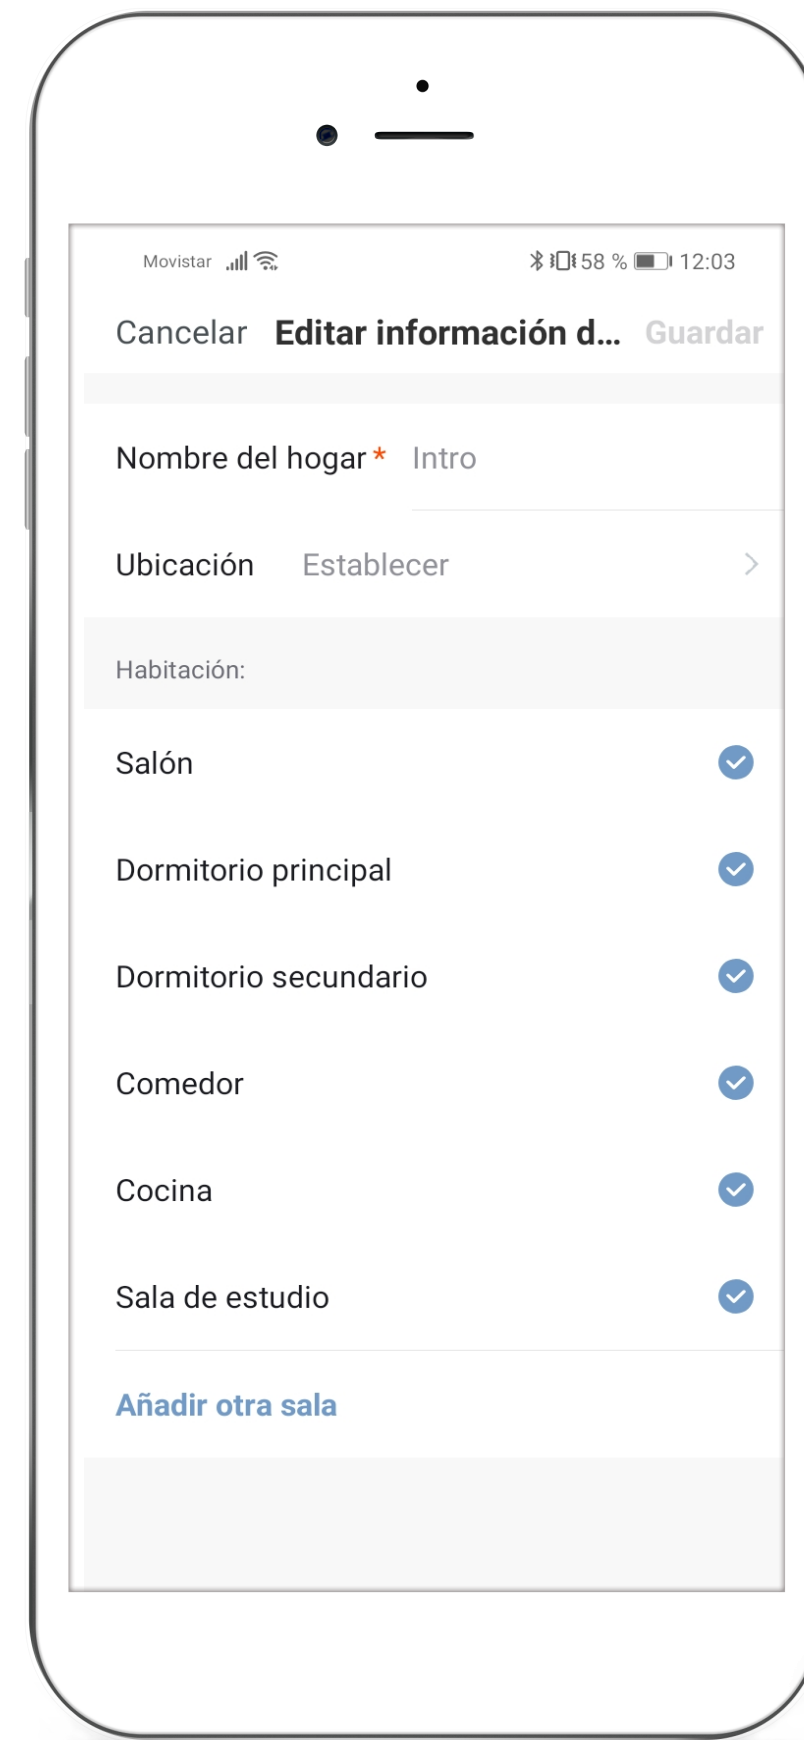 Movistar 58 % 12:03
Cancelar Editar información d... Guardar
Nombre del hogar * Intro
Ubicación Establecer
Habitación:
Salón
Dormitorio principal
Dormitorio secundario
Comedor
Cocina
Sala de estudio
Añadir otra sala